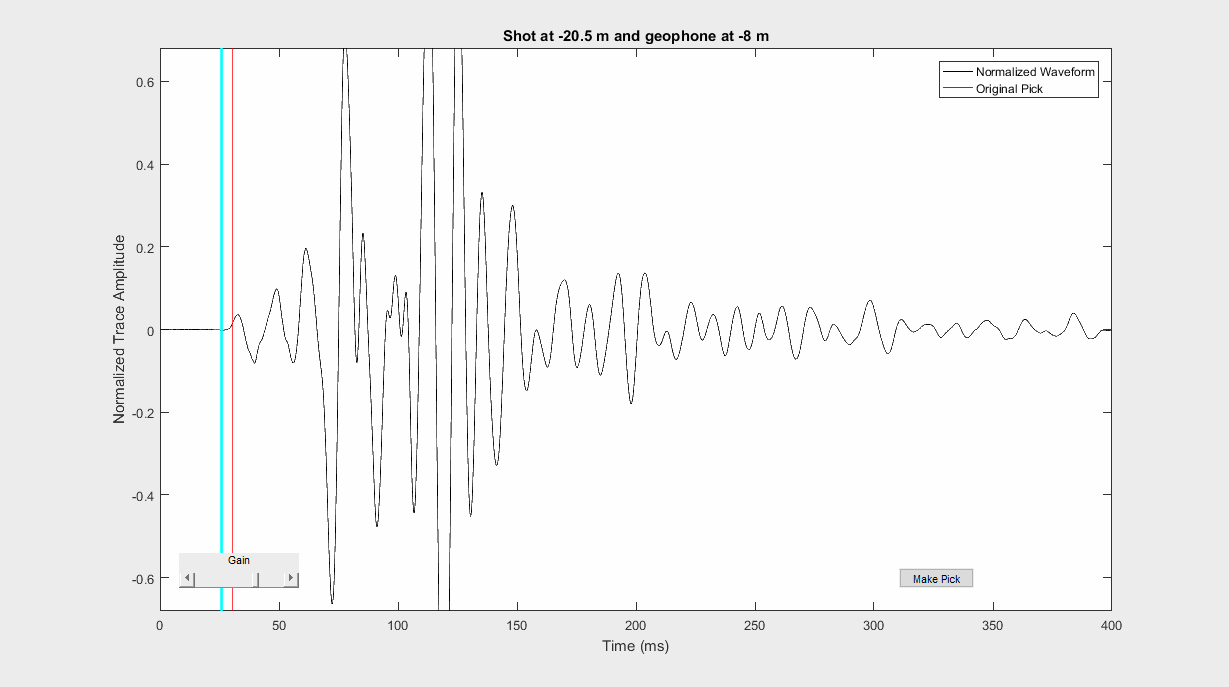 Shot at -20.5 m and geophone at -8 m
Normalized Waveform
Original Pick
0.6
0.4
0.2
0
-0.2
-0.4
-0.6
Normalized Trace Amplitude
Gain
Make Pick
0 50 100 150 200 250 300 350 400
Time (ms)